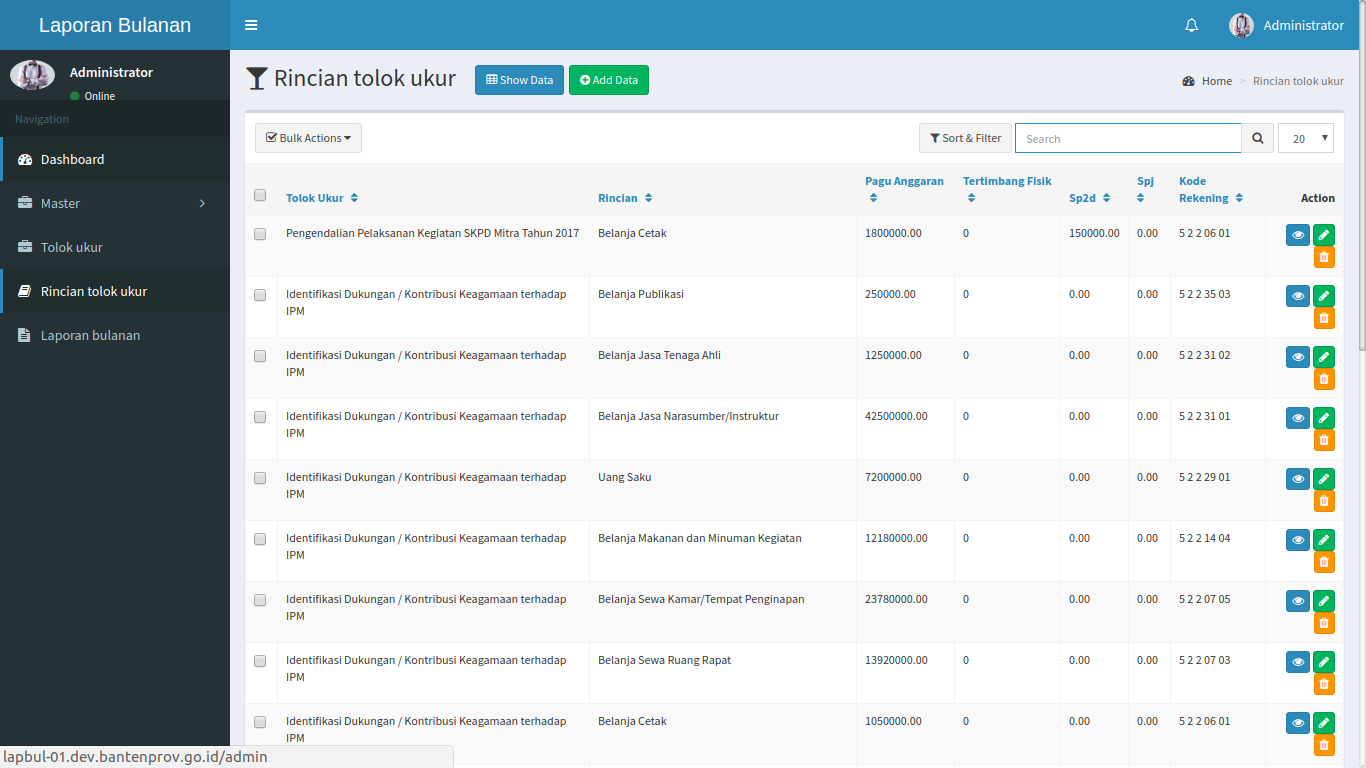 Laporan Bulanan
Administrator
Administrator
Online
Navigation
Dashboard
Master
Tolok ukur
Rincian tolok ukur
Laporan bulanan
Rincian tolok ukur
Show Data
Add Data
Home > Rincian tolok ukur
Bulk Actions
Sort & Filter
Search
20
Tolok Ukur Rincian Pagu Anggaran Tertimbang Fisik Sp2d Spj Kode Rekening Action
Pengendalian Pelaksanan Kegiatan SKPD Mitra Tahun 2017 Belanja Cetak 1800000.00 0 150000.00 0.00 5 2 2 06 01
Identifikasi Dukungan / Kontribusi Keagamaan terhadap Belanja Publikasi 250000.00 0 0.00 0.00 5 2 2 35 03
IPM
Identifikasi Dukungan / Kontribusi Keagamaan terhadap Belanja Jasa Tenaga Ahli 1250000.00 0 0.00 0.00 5 2 2 31 02
IPM
Identifikasi Dukungan / Kontribusi Keagamaan terhadap Belanja Jasa Narasumber/Instruktur 42500000.00 0 0.00 0.00 5 2 2 31 01
IPM
Identifikasi Dukungan / Kontribusi Keagamaan terhadap Uang Saku 7200000.00 0 0.00 0.00 5 2 2 29 01
IPM
Identifikasi Dukungan / Kontribusi Keagamaan terhadap Belanja Makanan dan Minuman Kegiatan 12180000.00 0 0.00 0.00 5 2 2 14 04
IPM
Identifikasi Dukungan / Kontribusi Keagamaan terhadap Belanja Sewa Kamar/Tempat Penginapan 23780000.00 0 0.00 0.00 5 2 2 07 05
IPM
Identifikasi Dukungan / Kontribusi Keagamaan terhadap Belanja Sewa Ruang Rapat 13920000.00 0 0.00 0.00 5 2 2 07 03
IPM
Identifikasi Dukungan / Kontribusi Keagamaan terhadap Belanja Cetak 1050000.00 0 0.00 0.00 5 2 2 06 01
IPM
lapbul-01.dev.bantenprov.go.id/admin